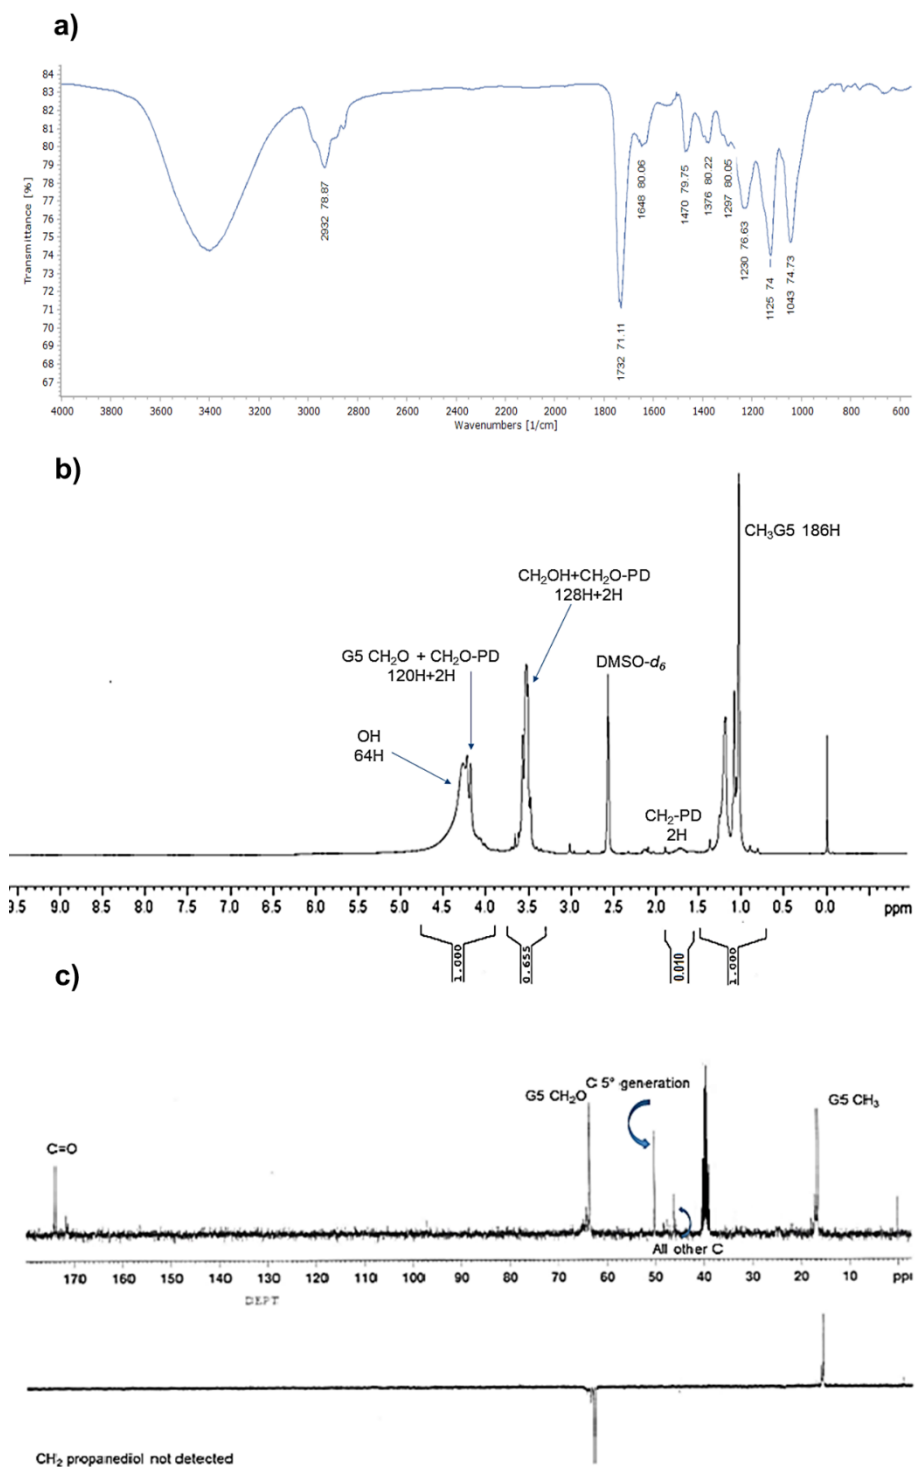 a)
84
83
82
81
80
79
78
77
76
75
74
73
72
71
70
69
68
67
Transmittance [%]
2932 78.87
1732 71.11
1648 80.06
1470 79.75
1376 80.22
1297 80.05
1230 76.63
1125 74
1043 74.73
4000 3800 3600 3400 3200 3000 2800 2600 2400 2200 2000 1800 1600 1400 1200 1000 800 600
Wavenumbers [1/cm]
b)
CH₃G5 186H
CH₂OH+CH₂O-PD
128H+2H
G5 CH₂O + CH₂O-PD
120H+2H
DMSO-d₆
OH
64H
CH₂-PD
2H
9.5 9.0 8.5 8.0 7.5 7.0 6.5 6.0 5.5 5.0 4.5 4.0 3.5 3.0 2.5 2.0 1.5 1.0 0.5 0.0 ppm
1.000 0.655 0.010 1.000
c)
C 5° generation
G5 CH₂O
G5 CH₃
C=O
All other C
170 160 150 140 130 120 110 100 90 80 70 60 50 40 30 20 10 ppı
DEPT
CH₂ propanediol not detected